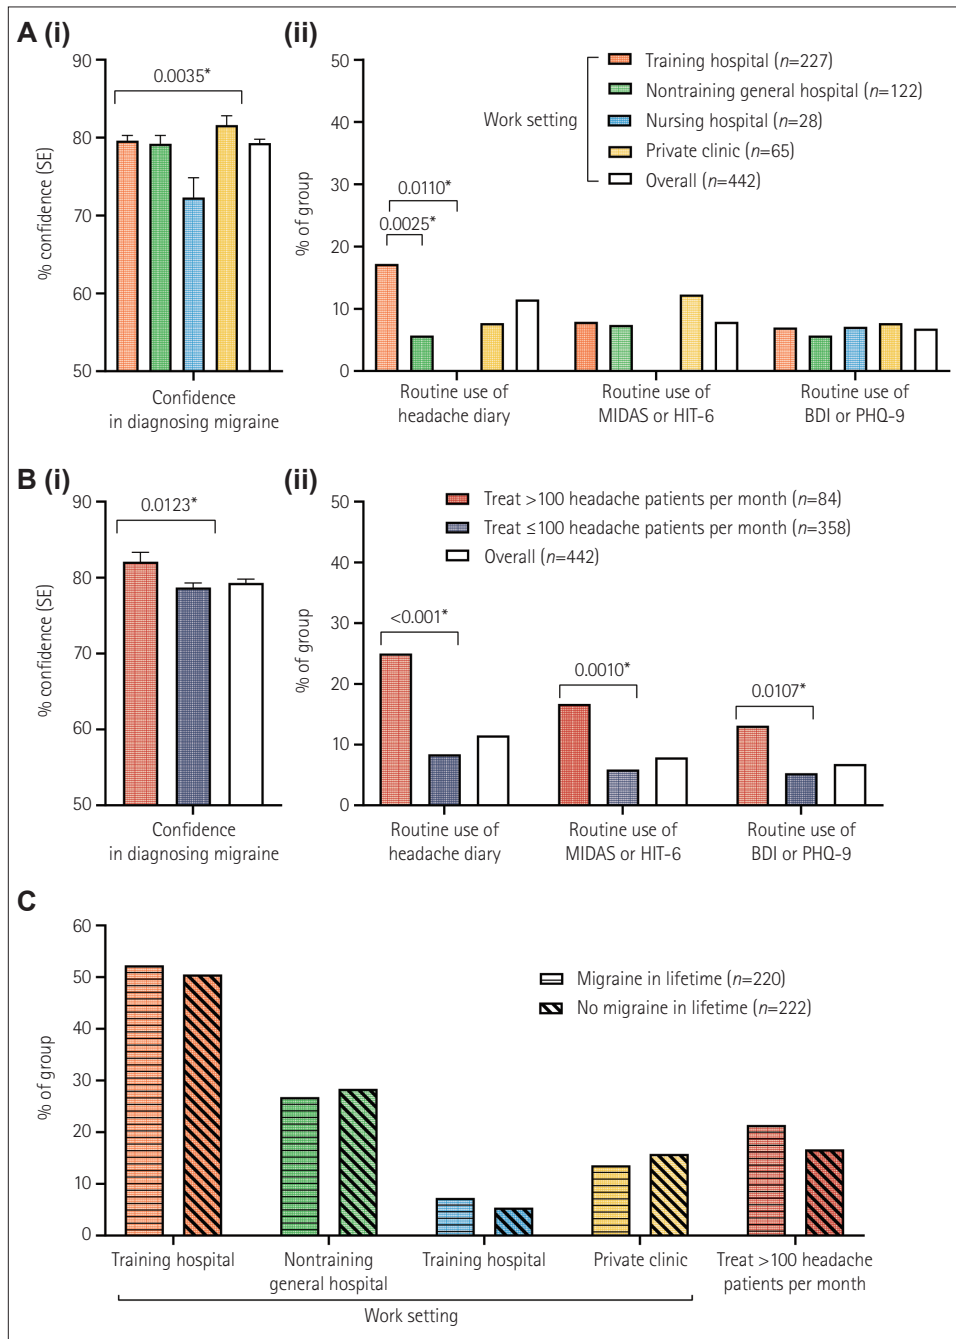 A (i)
90
80
70
60
50
% confidence (SE)
0.0035*
Confidence
in diagnosing migraine
(ii)
50
40
30
20
10
0
% of group
Work setting
Training hospital (n=227)
Nontraining general hospital (n=122)
Nursing hospital (n=28)
Private clinic (n=65)
Overall (n=442)
0.0110*
0.0025*
Routine use of
headache diary
Routine use of
MIDAS or HIT-6
Routine use of
BDI or PHQ-9
B (i)
90
80
70
60
50
% confidence (SE)
0.0123*
Confidence
in diagnosing migraine
(ii)
50
40
30
20
10
0
% of group
Treat >100 headache patients per month (n=84)
Treat ≤100 headache patients per month (n=358)
Overall (n=442)
<0.001*
0.0010*
0.0107*
Routine use of
headache diary
Routine use of
MIDAS or HIT-6
Routine use of
BDI or PHQ-9
C
60
50
40
30
20
10
0
% of group
Migraine in lifetime (n=220)
No migraine in lifetime (n=222)
Training hospital
Nontraining
general hospital
Training hospital
Private clinic
Treat >100 headache
patients per month
Work setting